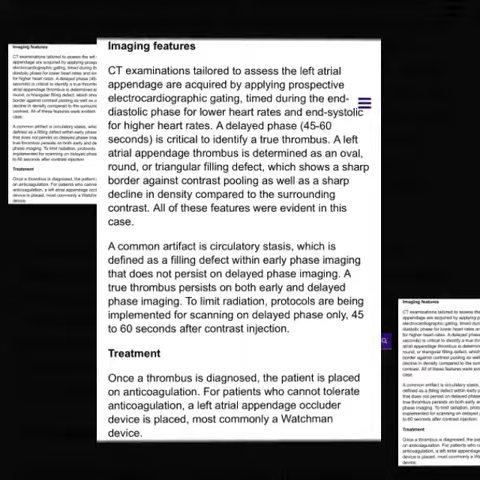 Imaging features
CT examinations tailored to assess the left atrial
appendage are acquired by applying prospective
electrocardiographic gating, timed during the end-
diastolic phase for lower heart rates and end-systolic
for higher heart rates. A delayed phase (45-60
seconds) is critical to identify a true thrombus. A left
atrial appendage thrombus is determined as an oval,
round, or triangular filling defect, which shows a sharp
border against contrast pooling as well as a sharp
decline in density compared to the surrounding
contrast. All of these features were evident in this
case.
A common artifact is circulatory stasis, which is
defined as a filling defect within early phase imaging
that does not persist on delayed phase imaging. A
true thrombus persists on both early and delayed
phase imaging. To limit radiation, protocols are being
implemented for scanning on delayed phase only, 45
to 60 seconds after contrast injection.
Treatment
Once a thrombus is diagnosed, the patient is placed
on anticoagulation. For patients who cannot tolerate
anticoagulation, a left atrial appendage occluder
device is placed, most commonly a Watchman
device.